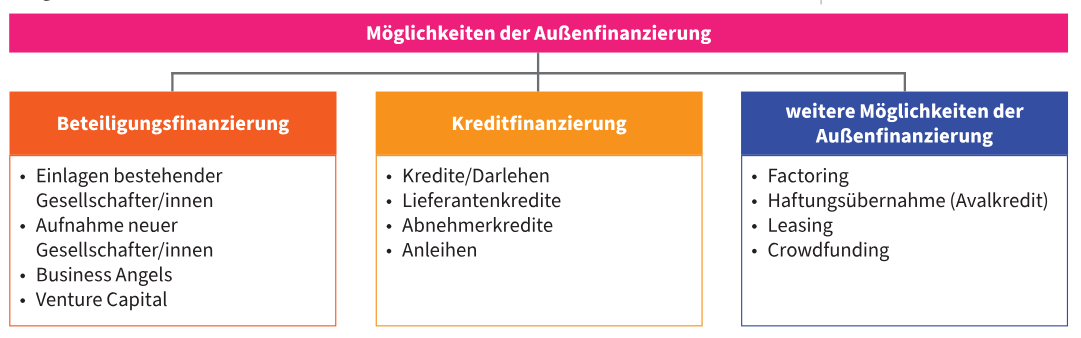 Möglichkeiten der Außenfinanzierung
Beteiligungsfinanzierung
• Einlagen bestehender
Gesellschafter/innen
• Aufnahme neuer
Gesellschafter/innen
• Business Angels
• Venture Capital
Kreditfinanzierung
• Kredite/Darlehen
• Lieferantenkredite
• Abnehmerkredite
• Anleihen
weitere Möglichkeiten der
Außenfinanzierung
• Factoring
• Haftungsübernahme (Avalkredit)
• Leasing
• Crowdfunding